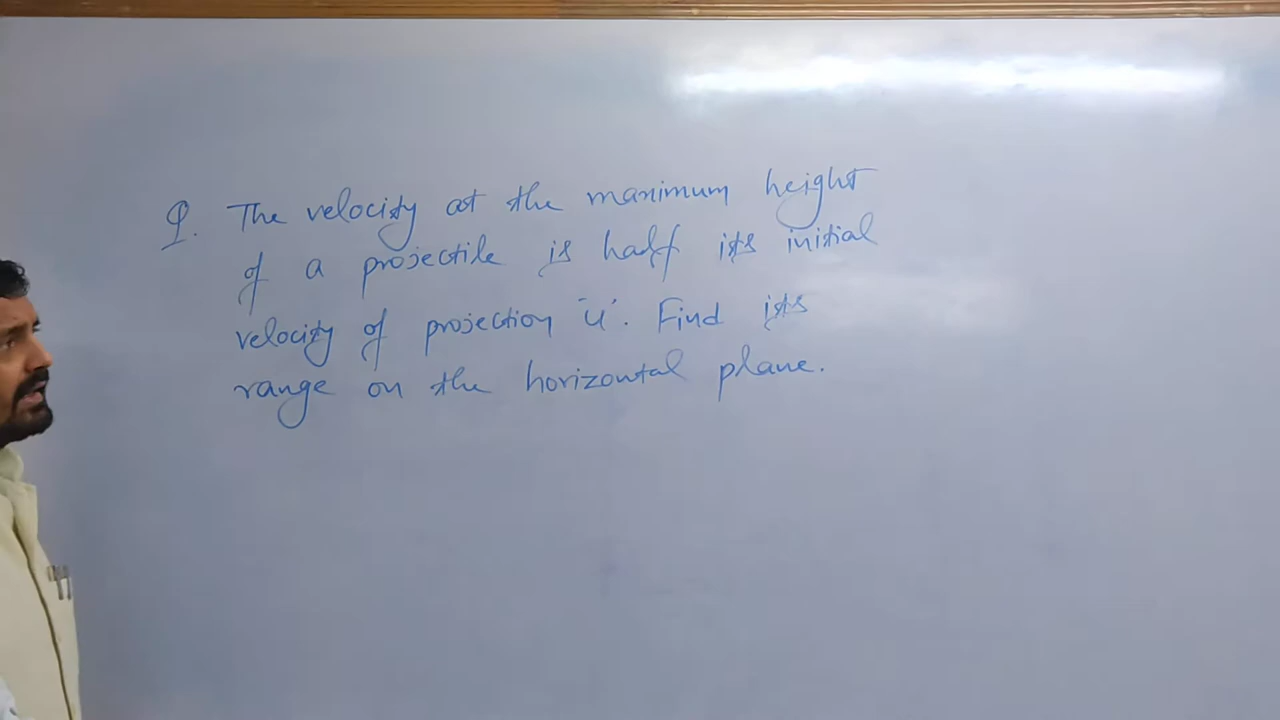 Q. The velocity at the maximum height
of a projectile is half its initial
velocity of projection 'u'. Find its
range on the horizontal plane.